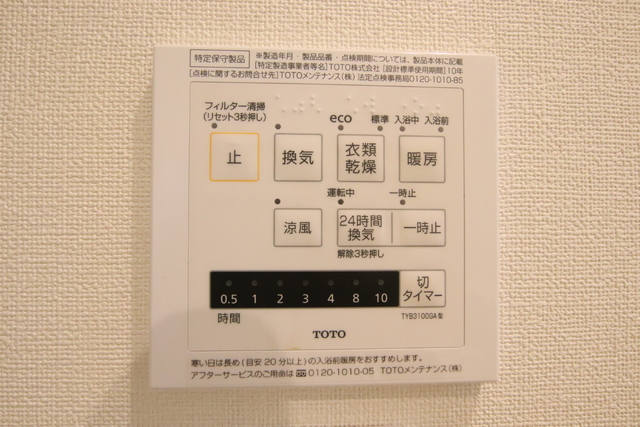 特定保守製品
※製造年月・製品品番・点検期間については、製品本体に記載
[特定製造事業者等名]TOTO株式会社 [設計標準使用期間]10年
[点検に関するお問合せ先]TOTOメンテナンス(株) 法定点検事務局0120-1010-85
フィルター清掃
(リセット3秒押し)
eco 標準 入浴中 入浴前
止 換気 衣類乾燥 暖房
運転中 一時止
涼風 24時間換気 一時止
解除3秒押し
0.5 1 2 3 4 8 10 切タイマー
時間
TYB3100GA型
TOTO
寒い日は長め(目安20分以上)の入浴前暖房をおすすめします。
アフターサービスのご用命は 0120-1010-05 TOTOメンテナンス(株)